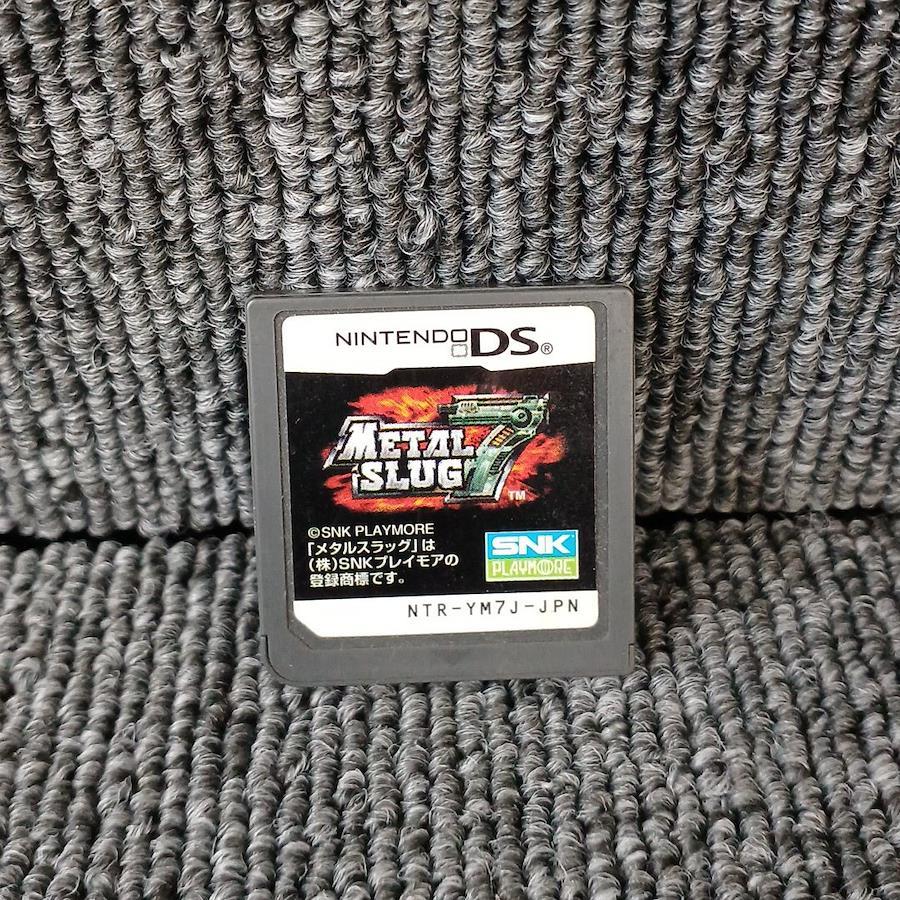 NINTENDO DS®
METAL
SLUG 7
TM
©SNK PLAYMORE
「メタルスラッグ」は
(株)SNKプレイモアの
登録商標です。
SNK
PLAYMORE
NTR-YM7J-JPN